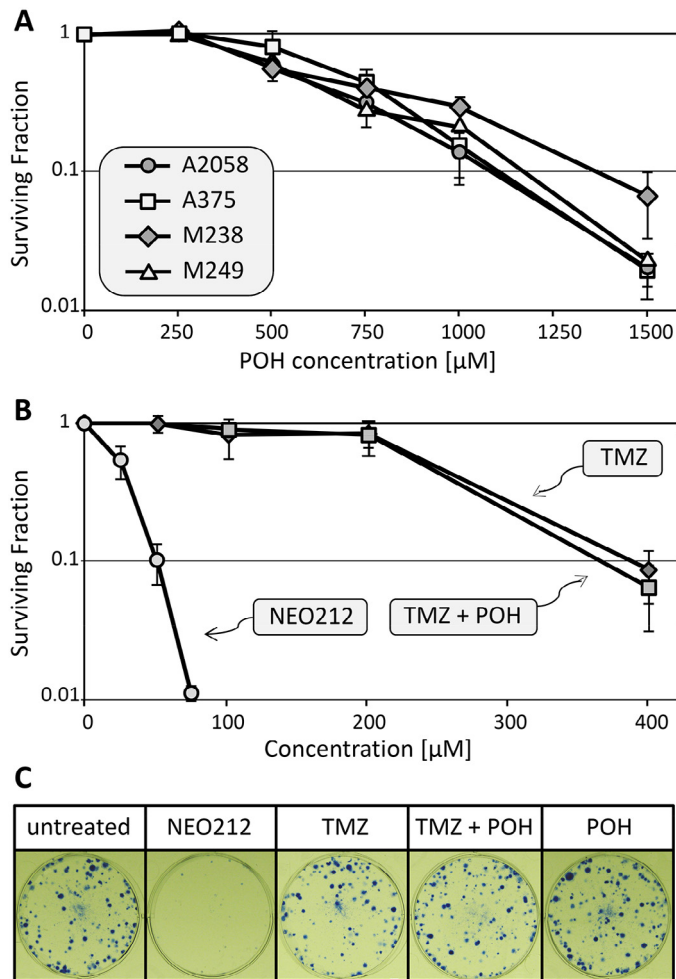 A
1
0.1
0.01
Surviving Fraction
A2058
A375
M238
M249
0 250 500 750 1000 1250 1500
POH concentration [µM]
B
1
0.1
0.01
Surviving Fraction
TMZ
NEO212
TMZ + POH
0 100 200 300 400
Concentration [µM]
C
untreated NEO212 TMZ TMZ + POH POH